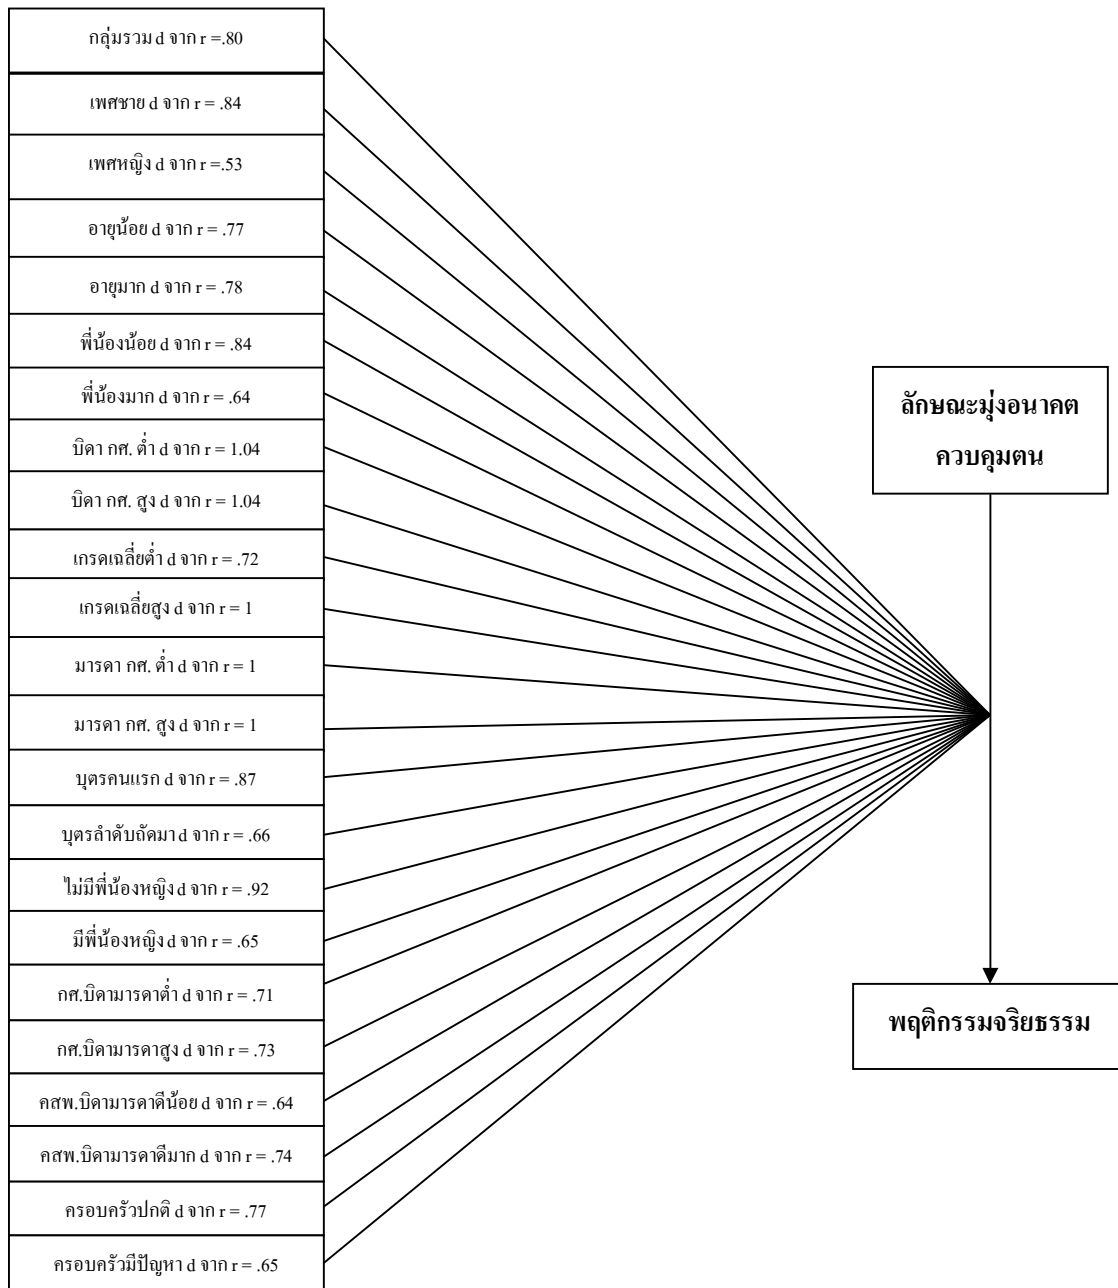 กลุ่มรวม d จาก r =.80
เพศชาย d จาก r = .84
เพศหญิง d จาก r =.53
อายุน้อย d จาก r = .77
อายุมาก d จาก r = .78
พี่น้องน้อย d จาก r = .84
พี่น้องมาก d จาก r = .64
บิดา กศ. ต่ำ d จาก r = 1.04
บิดา กศ. สูง d จาก r = 1.04
เกรดเฉลี่ยต่ำ d จาก r = .72
เกรดเฉลี่ยสูง d จาก r = 1
มารดา กศ. ต่ำ d จาก r = 1
มารดา กศ. สูง d จาก r = 1
บุตรคนแรก d จาก r = .87
บุตรลำดับถัดมา d จาก r = .66
ไม่มีพี่น้องหญิง d จาก r = .92
มีพี่น้องหญิง d จาก r = .65
กศ.บิดามารดาต่ำ d จาก r = .71
กศ.บิดามารดาสูง d จาก r = .73
คสพ.บิดามารดาดีน้อย d จาก r = .64
คสพ.บิดามารดาดีมาก d จาก r = .74
ครอบครัวปกติ d จาก r = .77
ครอบครัวมีปัญหา d จาก r = .65
ลักษณะมุ่งอนาคต
ควบคุมตน
พฤติกรรมจริยธรรม